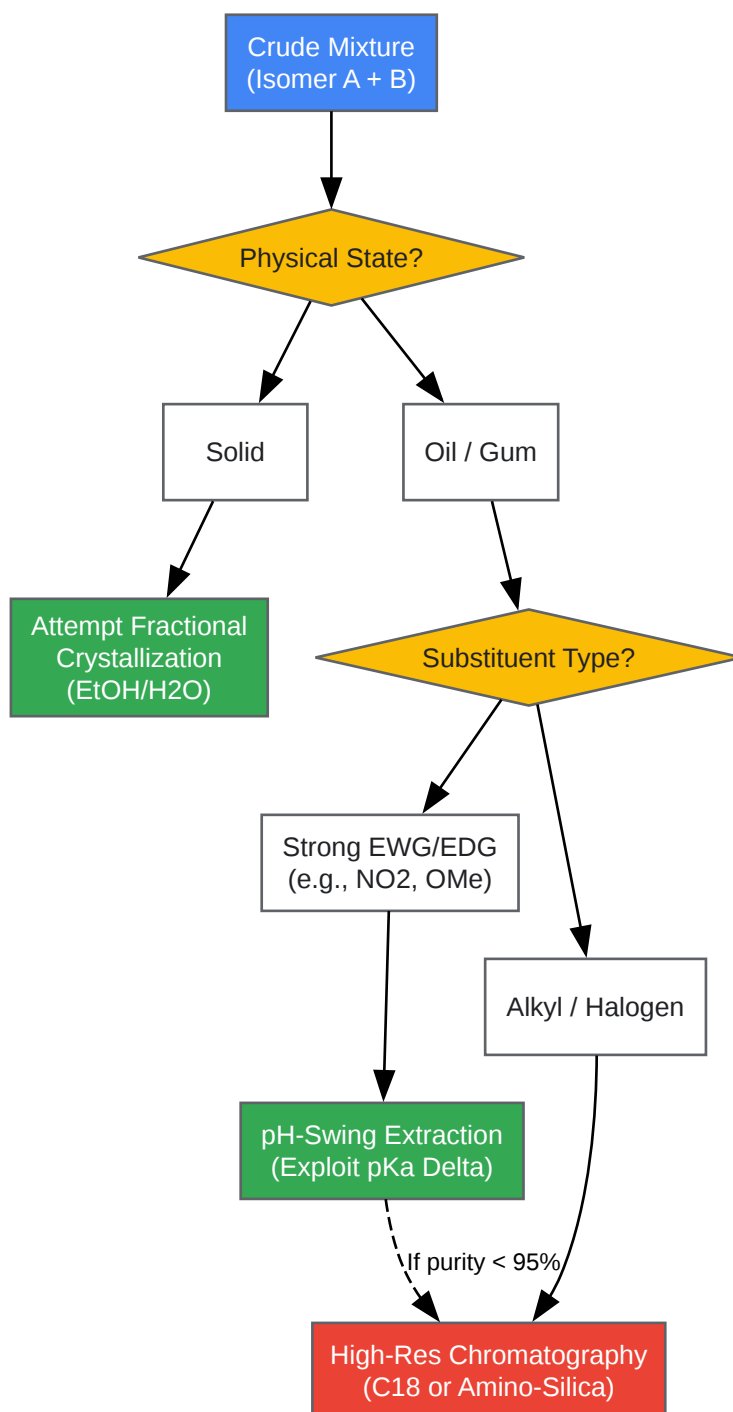 Crude Mixture
(Isomer A + B)
Physical State?
Solid
Oil / Gum
Attempt Fractional
Crystallization
(EtOH/H2O)
Substituent Type?
Strong EWG/EDG
(e.g., NO2, OMe)
Alkyl / Halogen
pH-Swing Extraction
(Exploit pKa Delta)
If purity < 95%
High-Res Chromatography
(C18 or Amino-Silica)